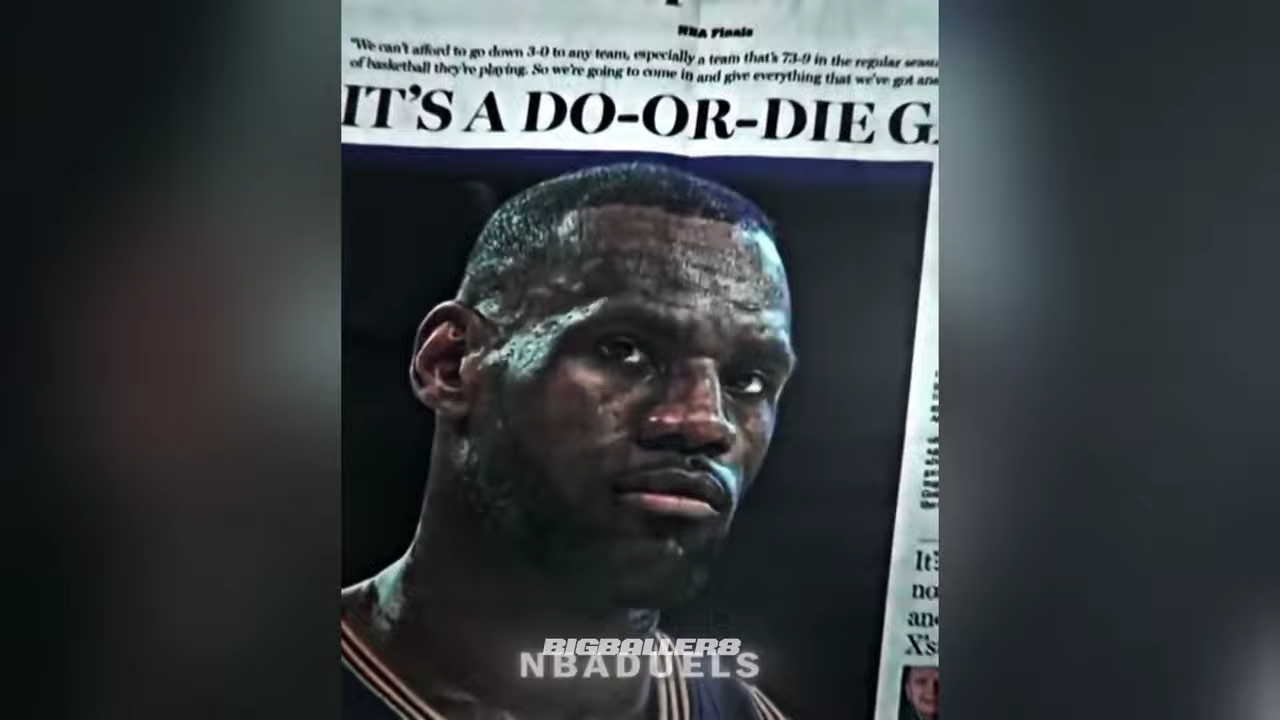 NBA Finals
"We can't afford to go down 3-0 to any team, especially a team that's 73-9 in the regular
of basketball they're playing. So we're going to come in and give everything that we've got
IT'S A DO-OR-DIE
It's
X's
BIGBALLER8
NBADUELS